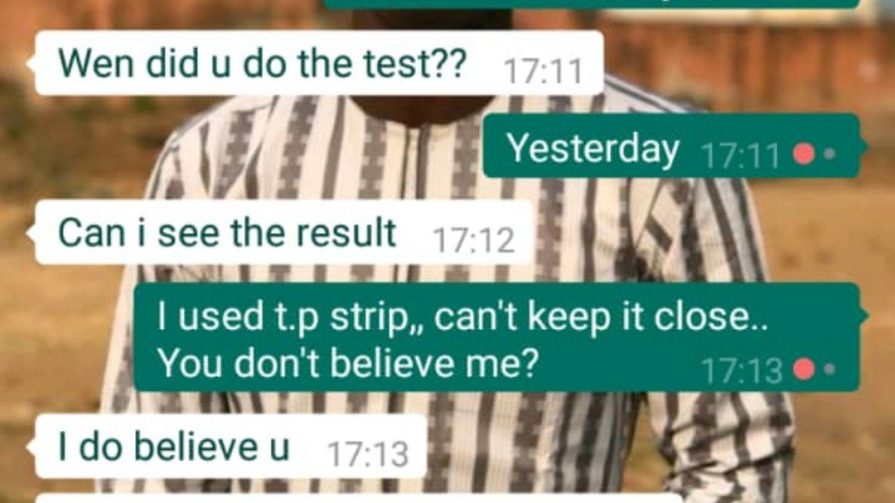 Wen did u do the test?? 17:11
Yesterday 17:11
Can i see the result 17:12
I used t.p strip,, can't keep it close..
You don't believe me? 17:13
I do believe u 17:13